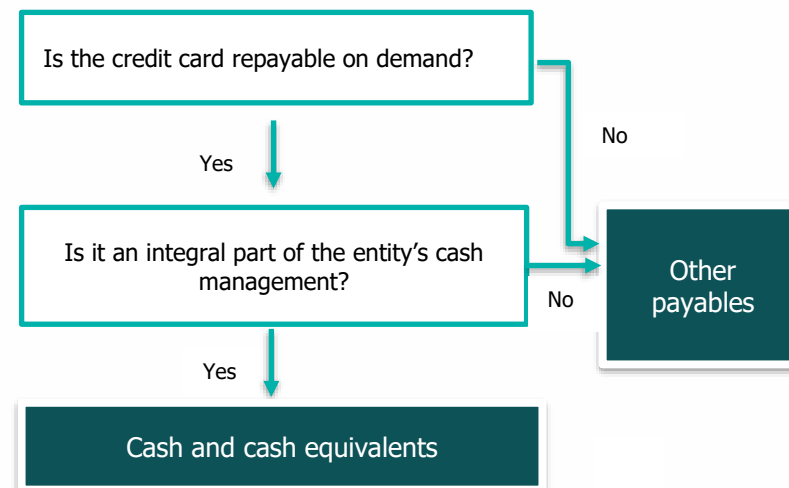 Is the credit card repayable on demand?
No
Yes
Is it an integral part of the entity’s cash
management?
Other
payables
No
Yes
Cash and cash equivalents